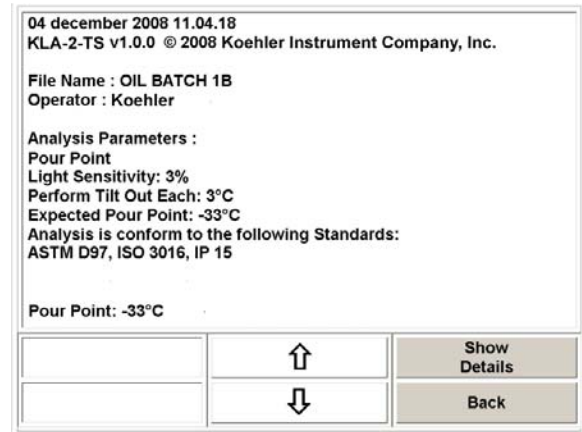 04 december 2008 11.04.18
KLA-2-TS v1.0.0 © 2008 Koehler Instrument Company, Inc.
File Name : OIL BATCH 1B
Operator : Koehler
Analysis Parameters :
Pour Point
Light Sensitivity: 3%
Perform Tilt Out Each: 3°C
Expected Pour Point: -33°C
Analysis is conform to the following Standards:
ASTM D97, ISO 3016, IP 15
Pour Point: -33°C
Show
Details
Back